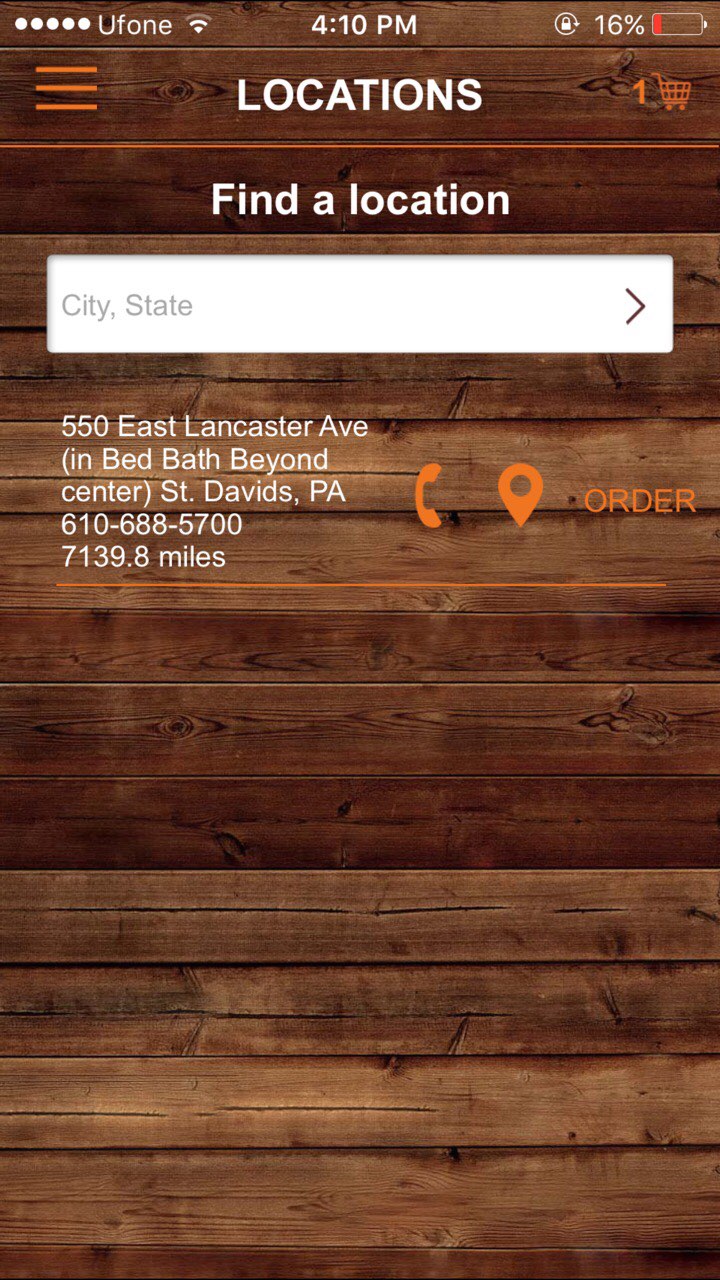 Ufone 4:10 PM 16%
LOCATIONS 1
Find a location
City, State
550 East Lancaster Ave
(in Bed Bath Beyond
center) St. Davids, PA
610-688-5700
7139.8 miles
ORDER